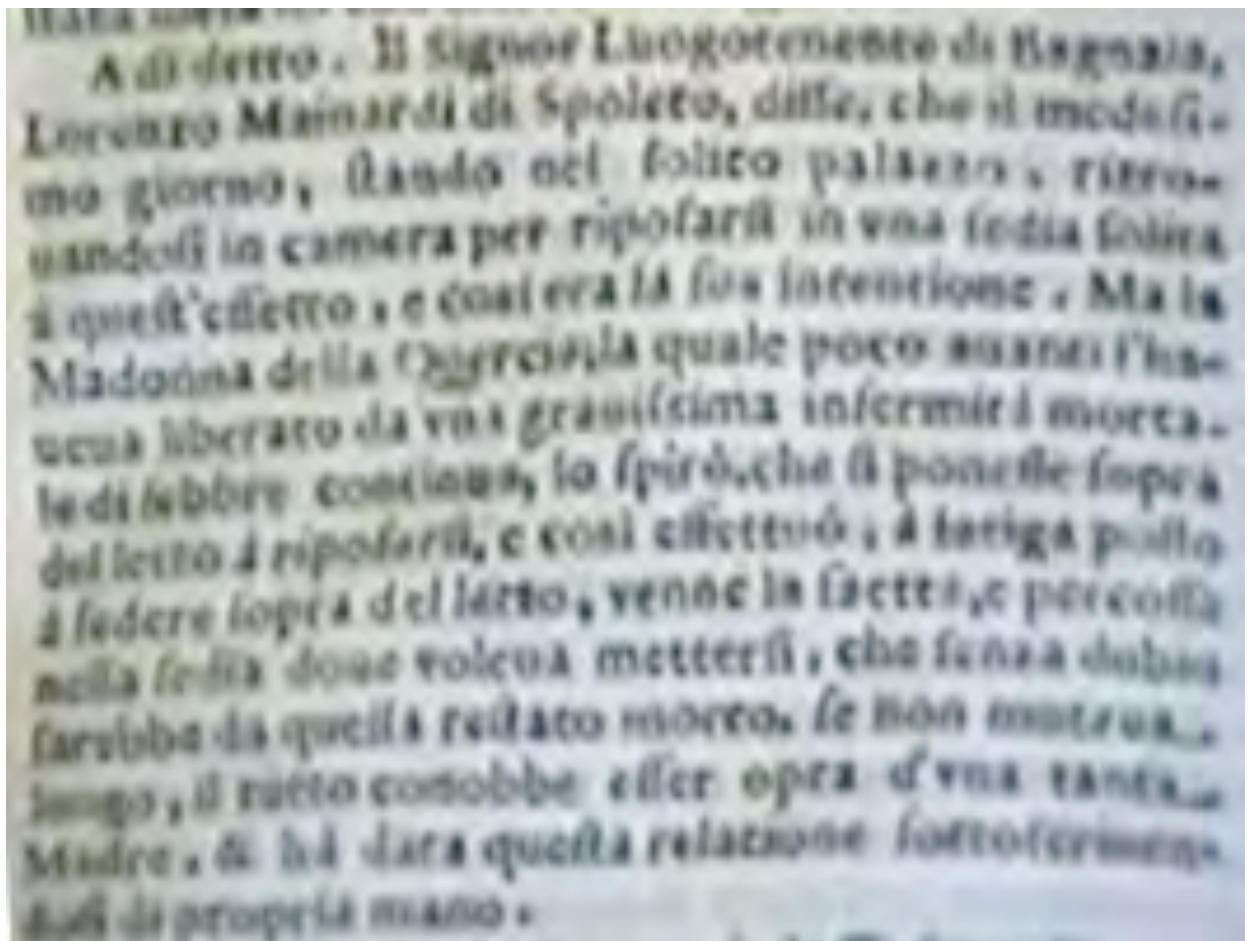 A di detto. Il Signor Luogotenente di Bagnaia,
Lorenzo Mainardi di Spoleto, disse, che il medesi-
mo giorno, ſtando nel ſolito palazzo, ritro-
uandoſi in camera per ripoſarſi in vna ſedia ſolita
à queſt'effetto, e così era la ſua intentione. Ma la
Madonna della Quercia, la quale poco auanti l'ha-
ueua liberato da vna grauiſsima infermità morta-
le di febbre continua, lo ſpirò, che ſi poneſſe ſopra
del letto à ripoſarſi, e così effettuò, à fatiga poſto
à ſedere ſopra del letto, venne la ſaetta, e percoſſe
nella ſedia doue voleua metterſi, che ſenza dubio
ſarebbe da quella reſtato morto, ſe non mutaua
luogo, il tutto conobbe eſſer opra d'vna tanta
Madre, & hà data queſta relatione ſottoſcriuen-
doſi di propria mano.